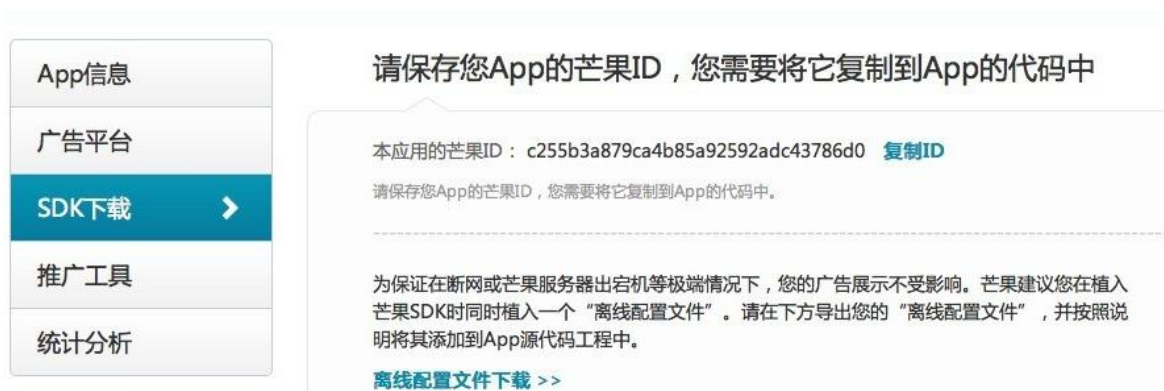 App信息
广告平台
SDK下载
推广工具
统计分析
请保存您App的芒果ID，您需要将它复制到App的代码中
本应用的芒果ID： c255b3a879ca4b85a92592adc43786d0 复制ID
请保存您App的芒果ID，您需要将它复制到App的代码中。
为保证在断网或芒果服务器出宕机等极端情况下，您的广告展示不受影响。芒果建议您在植入
芒果SDK时同时植入一个“离线配置文件”。请在下方导出您的“离线配置文件”，并按照说
明将其添加到App源代码工程中。
离线配置文件下载 >>